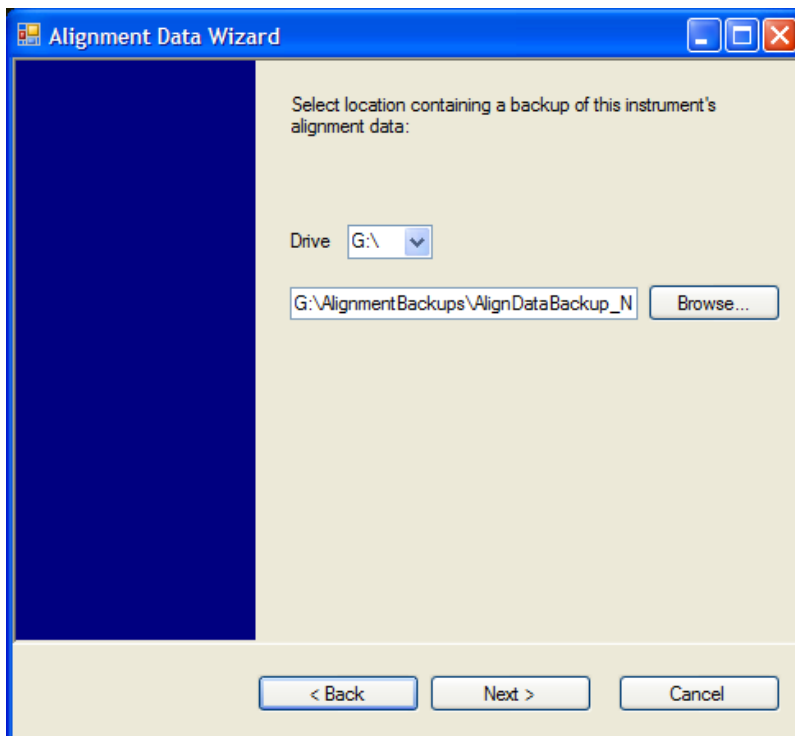 Alignment Data Wizard
Select location containing a backup of this instrument's
alignment data:
Drive G:\
G:\AlignmentBackups\AlignDataBackup_N Browse...
< Back Next > Cancel